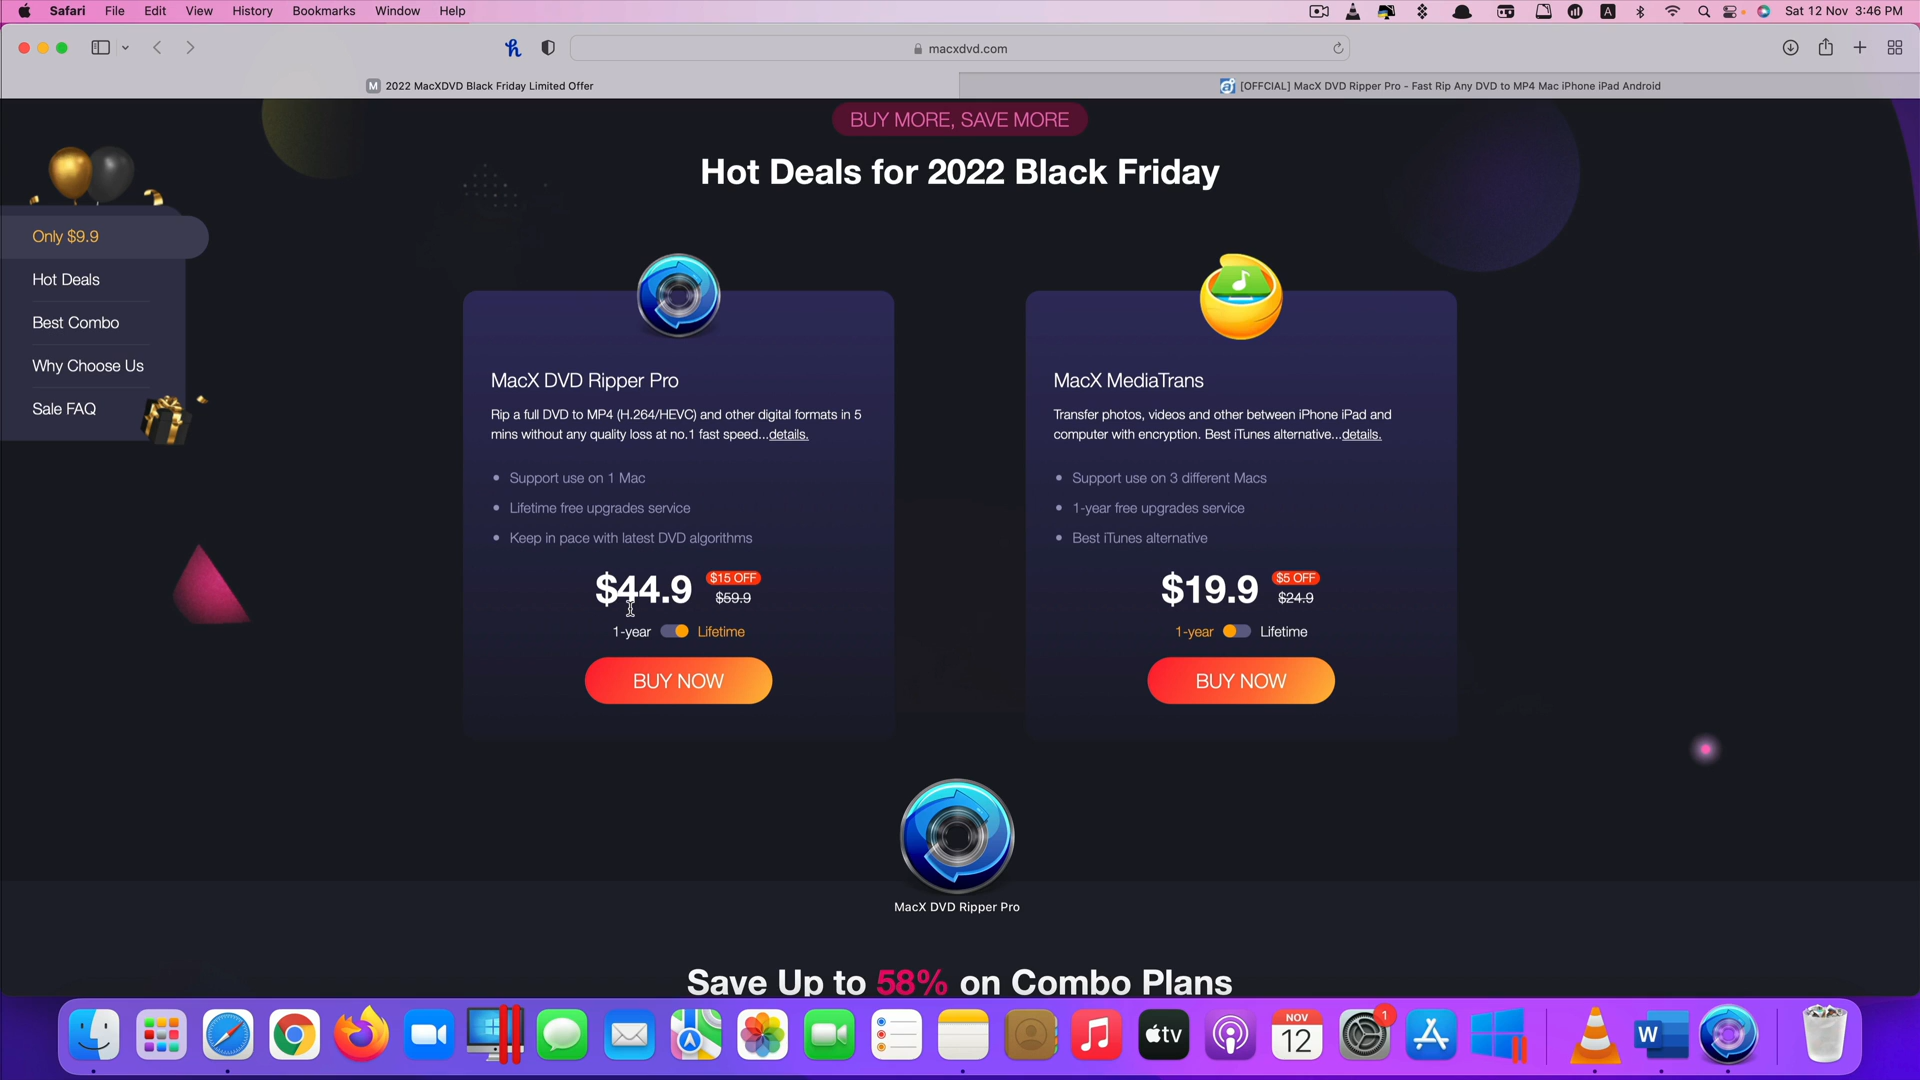 Safari File Edit View History Bookmarks Window Help
A
Sat 12 Nov 3:46 PM
macxdvd.com
M 2022 MacXDVD Black Friday Limited Offer
[OFFCIAL] MacX DVD Ripper Pro - Fast Rip Any DVD to MP4 Mac iPhone iPad Android
BUY MORE, SAVE MORE
Hot Deals for 2022 Black Friday
Only $9.9
Hot Deals
Best Combo
Why Choose Us
Sale FAQ
MacX DVD Ripper Pro
Rip a full DVD to MP4 (H.264/HEVC) and other digital formats in 5
mins without any quality loss at no.1 fast speed...details.
Support use on 1 Mac
Lifetime free upgrades service
Keep in pace with latest DVD algorithms
$44.9 $15 OFF
$59.9
1-year Lifetime
BUY NOW
MacX MediaTrans
Transfer photos, videos and other between iPhone iPad and
computer with encryption. Best iTunes alternative...details.
Support use on 3 different Macs
1-year free upgrades service
Best iTunes alternative
$19.9 $5 OFF
$24.9
1-year Lifetime
BUY NOW
MacX DVD Ripper Pro
Save Up to 58% on Combo Plans
tv
NOV
12
1
W